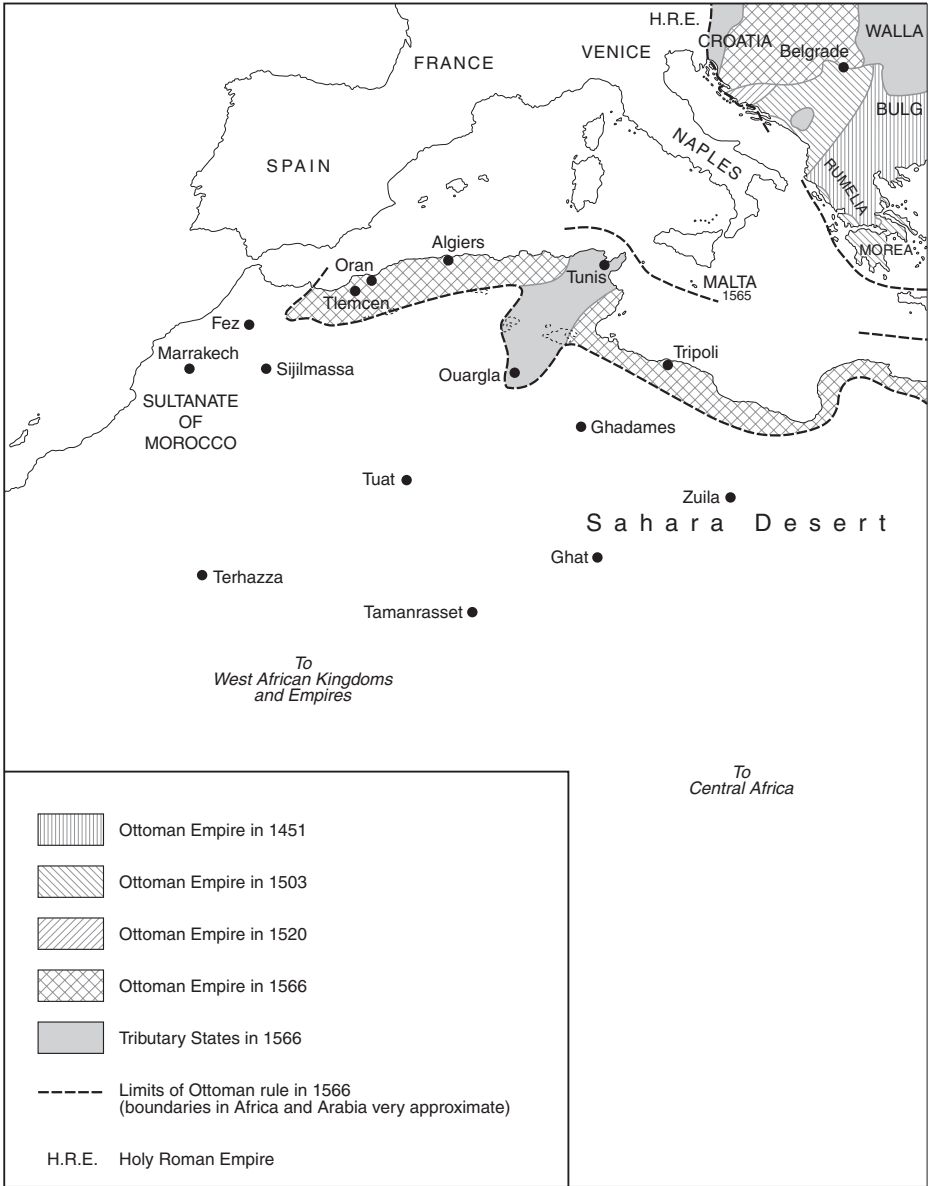 H.R.E.
WALLA
CROATIA
VENICE
Belgrade
FRANCE
BULG
NAPLES
SPAIN
RUMELIA
MOREA
Algiers
Oran
Tunis
MALTA
1565
Tlemcen
Fez
Marrakech
Tripoli
Sijilmassa
Ouargla
SULTANATE
OF
MOROCCO
Ghadames
Tuat
Zuila
Sahara Desert
Ghat
Terhazza
Tamanrasset
To
West African Kingdoms
and Empires
To
Central Africa
Ottoman Empire in 1451
Ottoman Empire in 1503
Ottoman Empire in 1520
Ottoman Empire in 1566
Tributary States in 1566
Limits of Ottoman rule in 1566
(boundaries in Africa and Arabia very approximate)
H.R.E. Holy Roman Empire